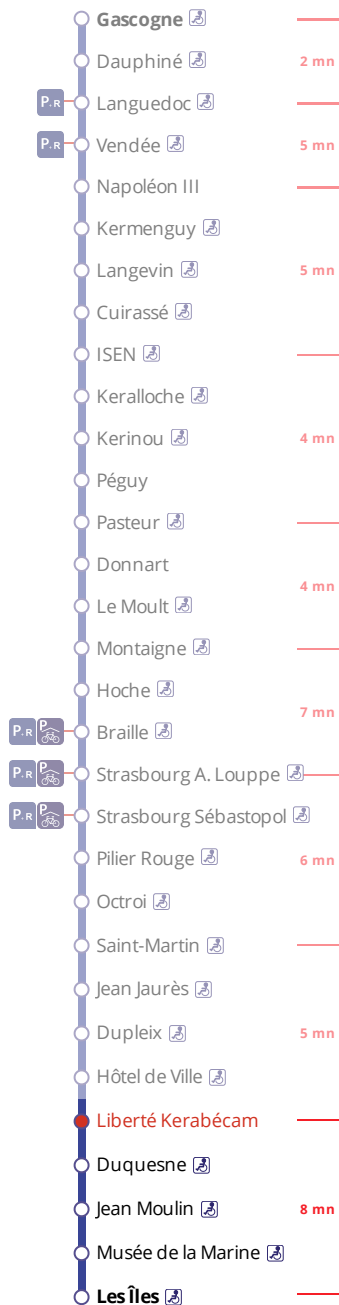 Gascogne
Dauphiné 2 mn
P+R Languedoc
P+R Vendée 5 mn
Napoléon III
Kermenguy
Langevin 5 mn
Cuirassé
ISEN
Keralloche
Kerinou 4 mn
Péguy
Pasteur
Donnart
4 mn
Le Moult
Montaigne
Hoche
7 mn
P+R P Braille
P+R P Strasbourg A. Louppe
P+R P Strasbourg Sébastopol
Pilier Rouge 6 mn
Octroi
Saint-Martin
Jean Jaurès
Dupleix 5 mn
Hôtel de Ville
Liberté Kerabécam
Duquesne
Jean Moulin 8 mn
Musée de la Marine
Les Îles